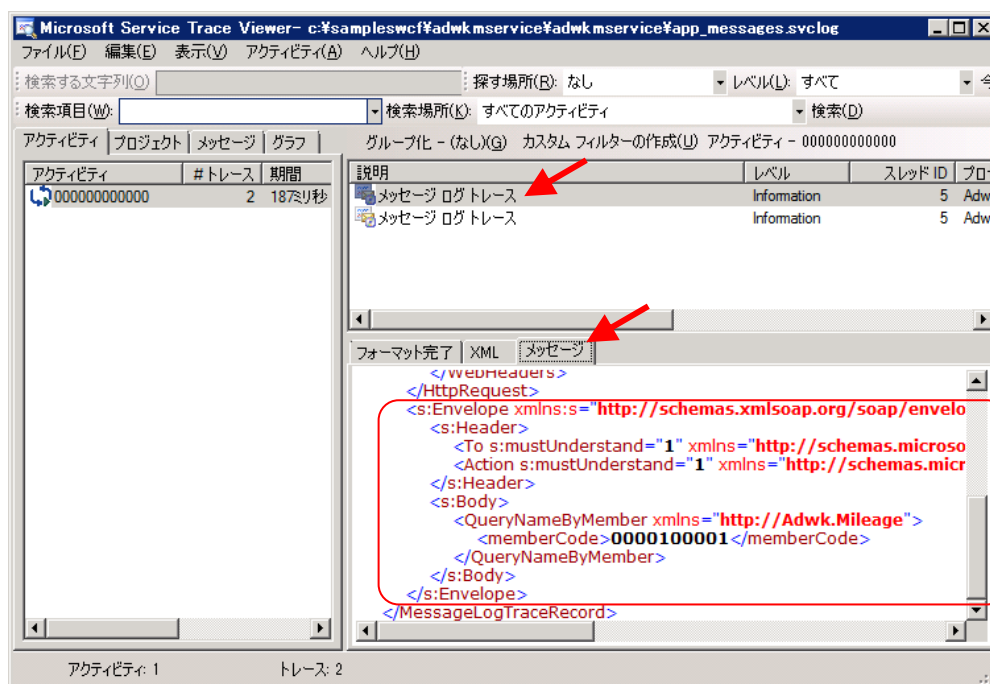 Microsoft Service Trace Viewer- c:¥sampleswcf¥adwkmservice¥adwkmservice¥app_messages.svclog
ファイル(F) 編集(E) 表示(V) アクティビティ(A) ヘルプ(H)
検索する文字列(O) 探す場所(R): なし レベル(L): すべて
検索項目(W): 検索場所(K): すべてのアクティビティ 検索(D)
アクティビティ プロジェクト メッセージ グラフ グループ化 - (なし)(G) カスタム フィルターの作成(U) アクティビティ - 000000000000
アクティビティ # トレース 期間 説明 レベル スレッド ID プロ
000000000000 2 187ミリ秒 メッセージ ログ トレース Information 5 Adw
メッセージ ログ トレース Information 5 Adw
フォーマット完了 XML メッセージ
</WebHeaders>
</HttpRequest>
<s:Envelope xmlns:s="http://schemas.xmlsoap.org/soap/envelo
<s:Header>
<To s:mustUnderstand="1" xmlns="http://schemas.microso
<Action s:mustUnderstand="1" xmlns="http://schemas.micr
</s:Header>
<s:Body>
<QueryNameByMember xmlns="http://Adwk.Mileage">
<memberCode>0000100001</memberCode>
</QueryNameByMember>
</s:Body>
</s:Envelope>
</MessageLogTraceRecord>
アクティビティ: 1 トレース: 2